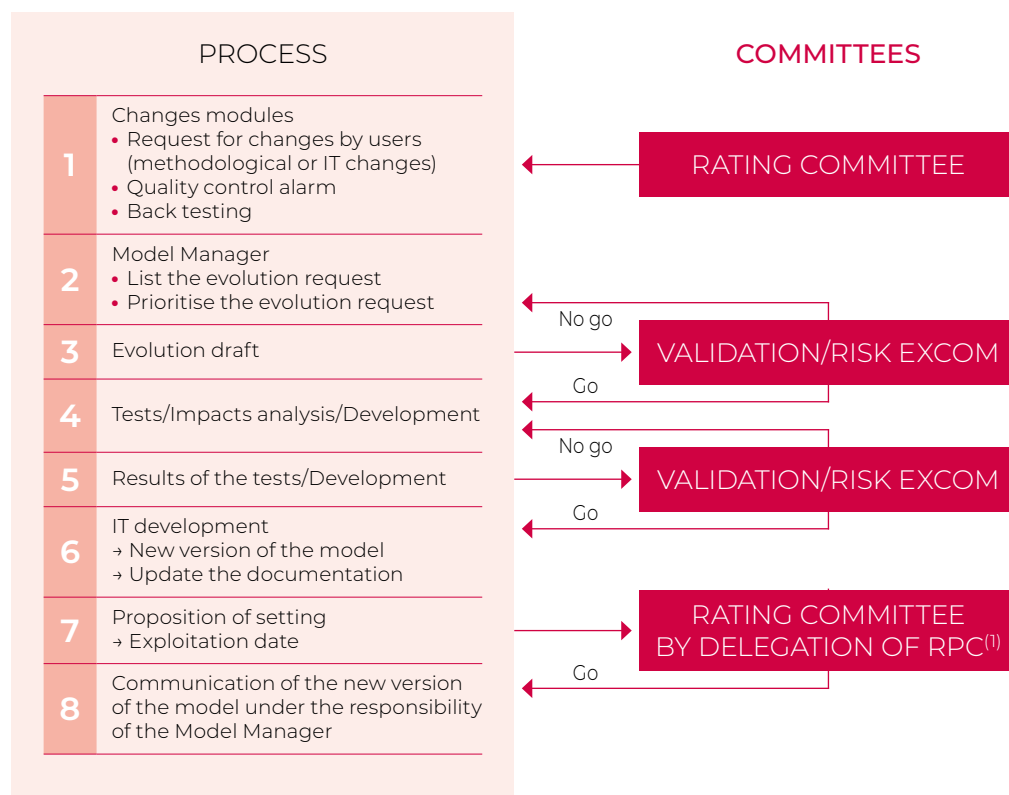 PROCESS
COMMITTEES
1
Changes modules
• Request for changes by users
(methodological or IT changes)
• Quality control alarm
• Back testing
RATING COMMITTEE
2
Model Manager
• List the evolution request
• Prioritise the evolution request
No go
3
Evolution draft
VALIDATION/RISK EXCOM
Go
4
Tests/Impacts analysis/Development
No go
5
Results of the tests/Development
VALIDATION/RISK EXCOM
Go
6
IT development
→ New version of the model
→ Update the documentation
7
Proposition of setting
→ Exploitation date
RATING COMMITTEE
BY DELEGATION OF RPC(1)
Go
8
Communication of the new version
of the model under the responsibility
of the Model Manager